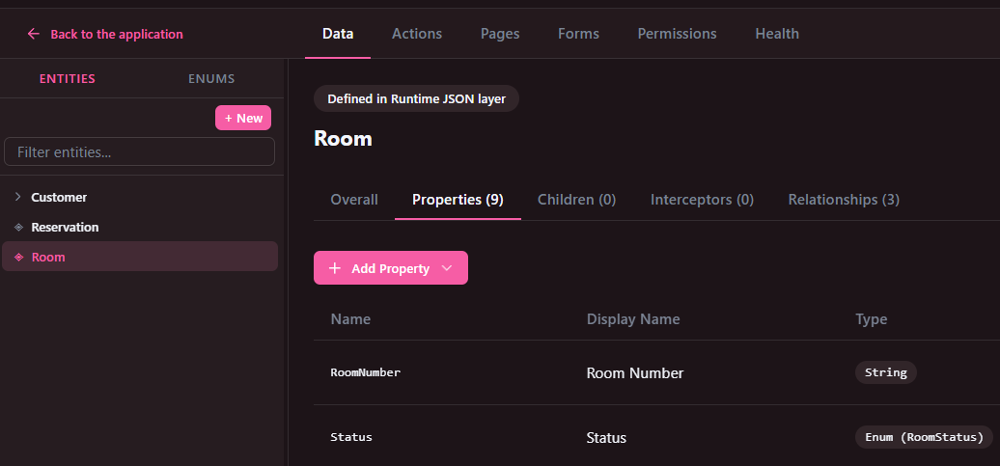 Back to the application
Data Actions Pages Forms Permissions Health
ENTITIES ENUMS
+ New
Filter entities...
Customer
Reservation
Room
Defined in Runtime JSON layer
Room
Overall Properties (9) Children (0) Interceptors (0) Relationships (3)
+ Add Property
Name Display Name Type
RoomNumber Room Number String
Status Status Enum (RoomStatus)